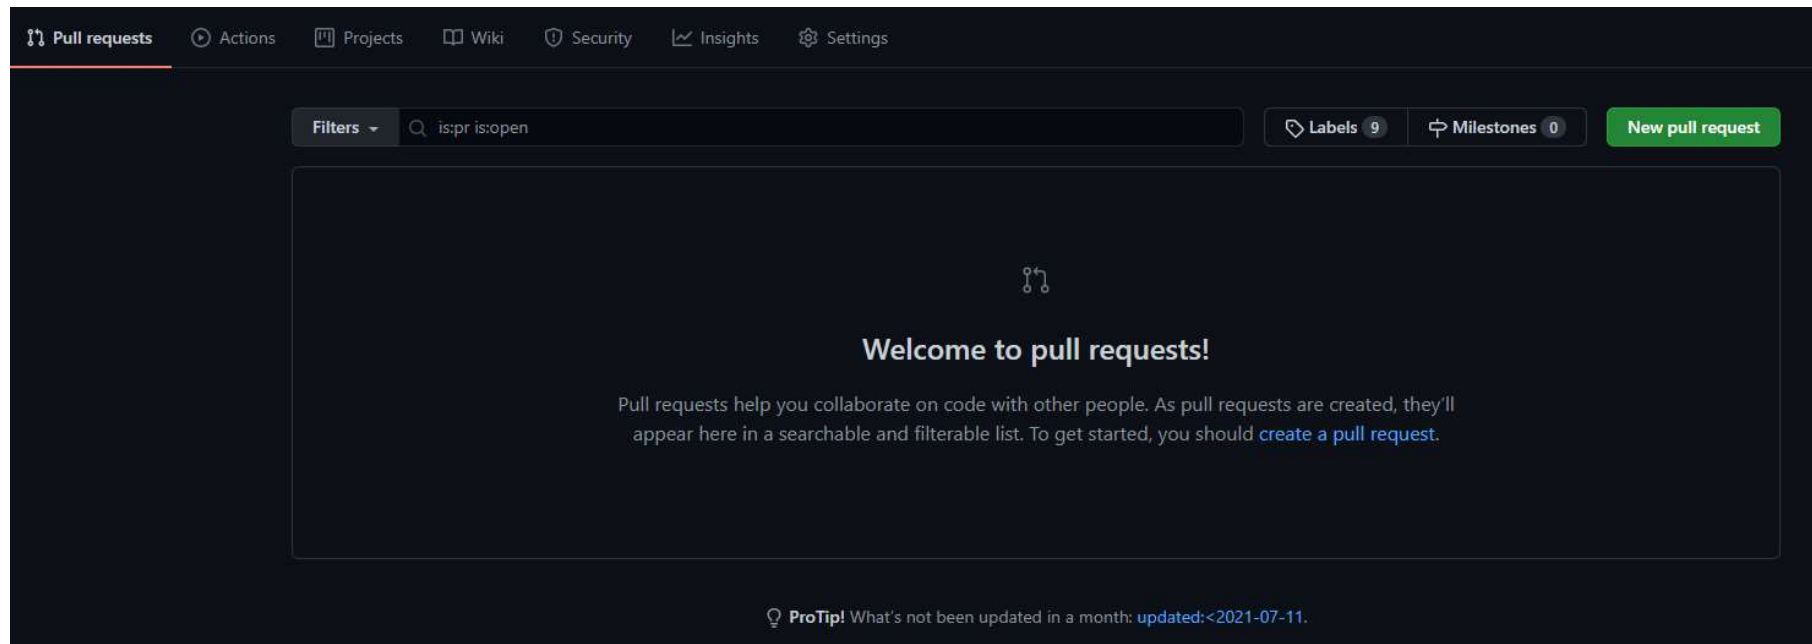 Pull requests Actions Projects Wiki Security Insights Settings
Filters is:pr is:open Labels 9 Milestones 0 New pull request
Welcome to pull requests!
Pull requests help you collaborate on code with other people. As pull requests are created, they’ll
appear here in a searchable and filterable list. To get started, you should create a pull request.
ProTip! What’s not been updated in a month: updated:<2021-07-11.